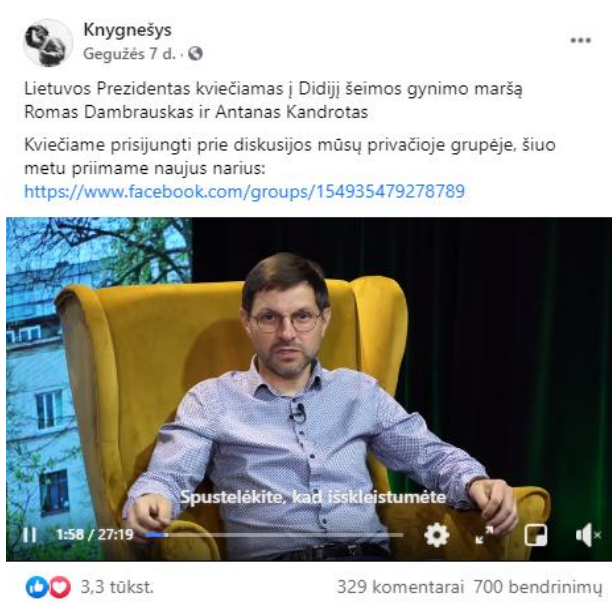 Knygnešys
Gegužės 7 d. ·
Lietuvos Prezidentas kviečiamas į Didijį šeimos gynimo maršą
Romas Dambrauskas ir Antanas Kandrotas
Kviečiame prisijungti prie diskusijos mūsų privačioje grupėje, šiuo
metu priimame naujus narius:
https://www.facebook.com/groups/154935479278789
Spustelėkite, kad išskleistumėte
1:58 / 27:19
3,3 tūkst.
329 komentarai 700 bendrinimų